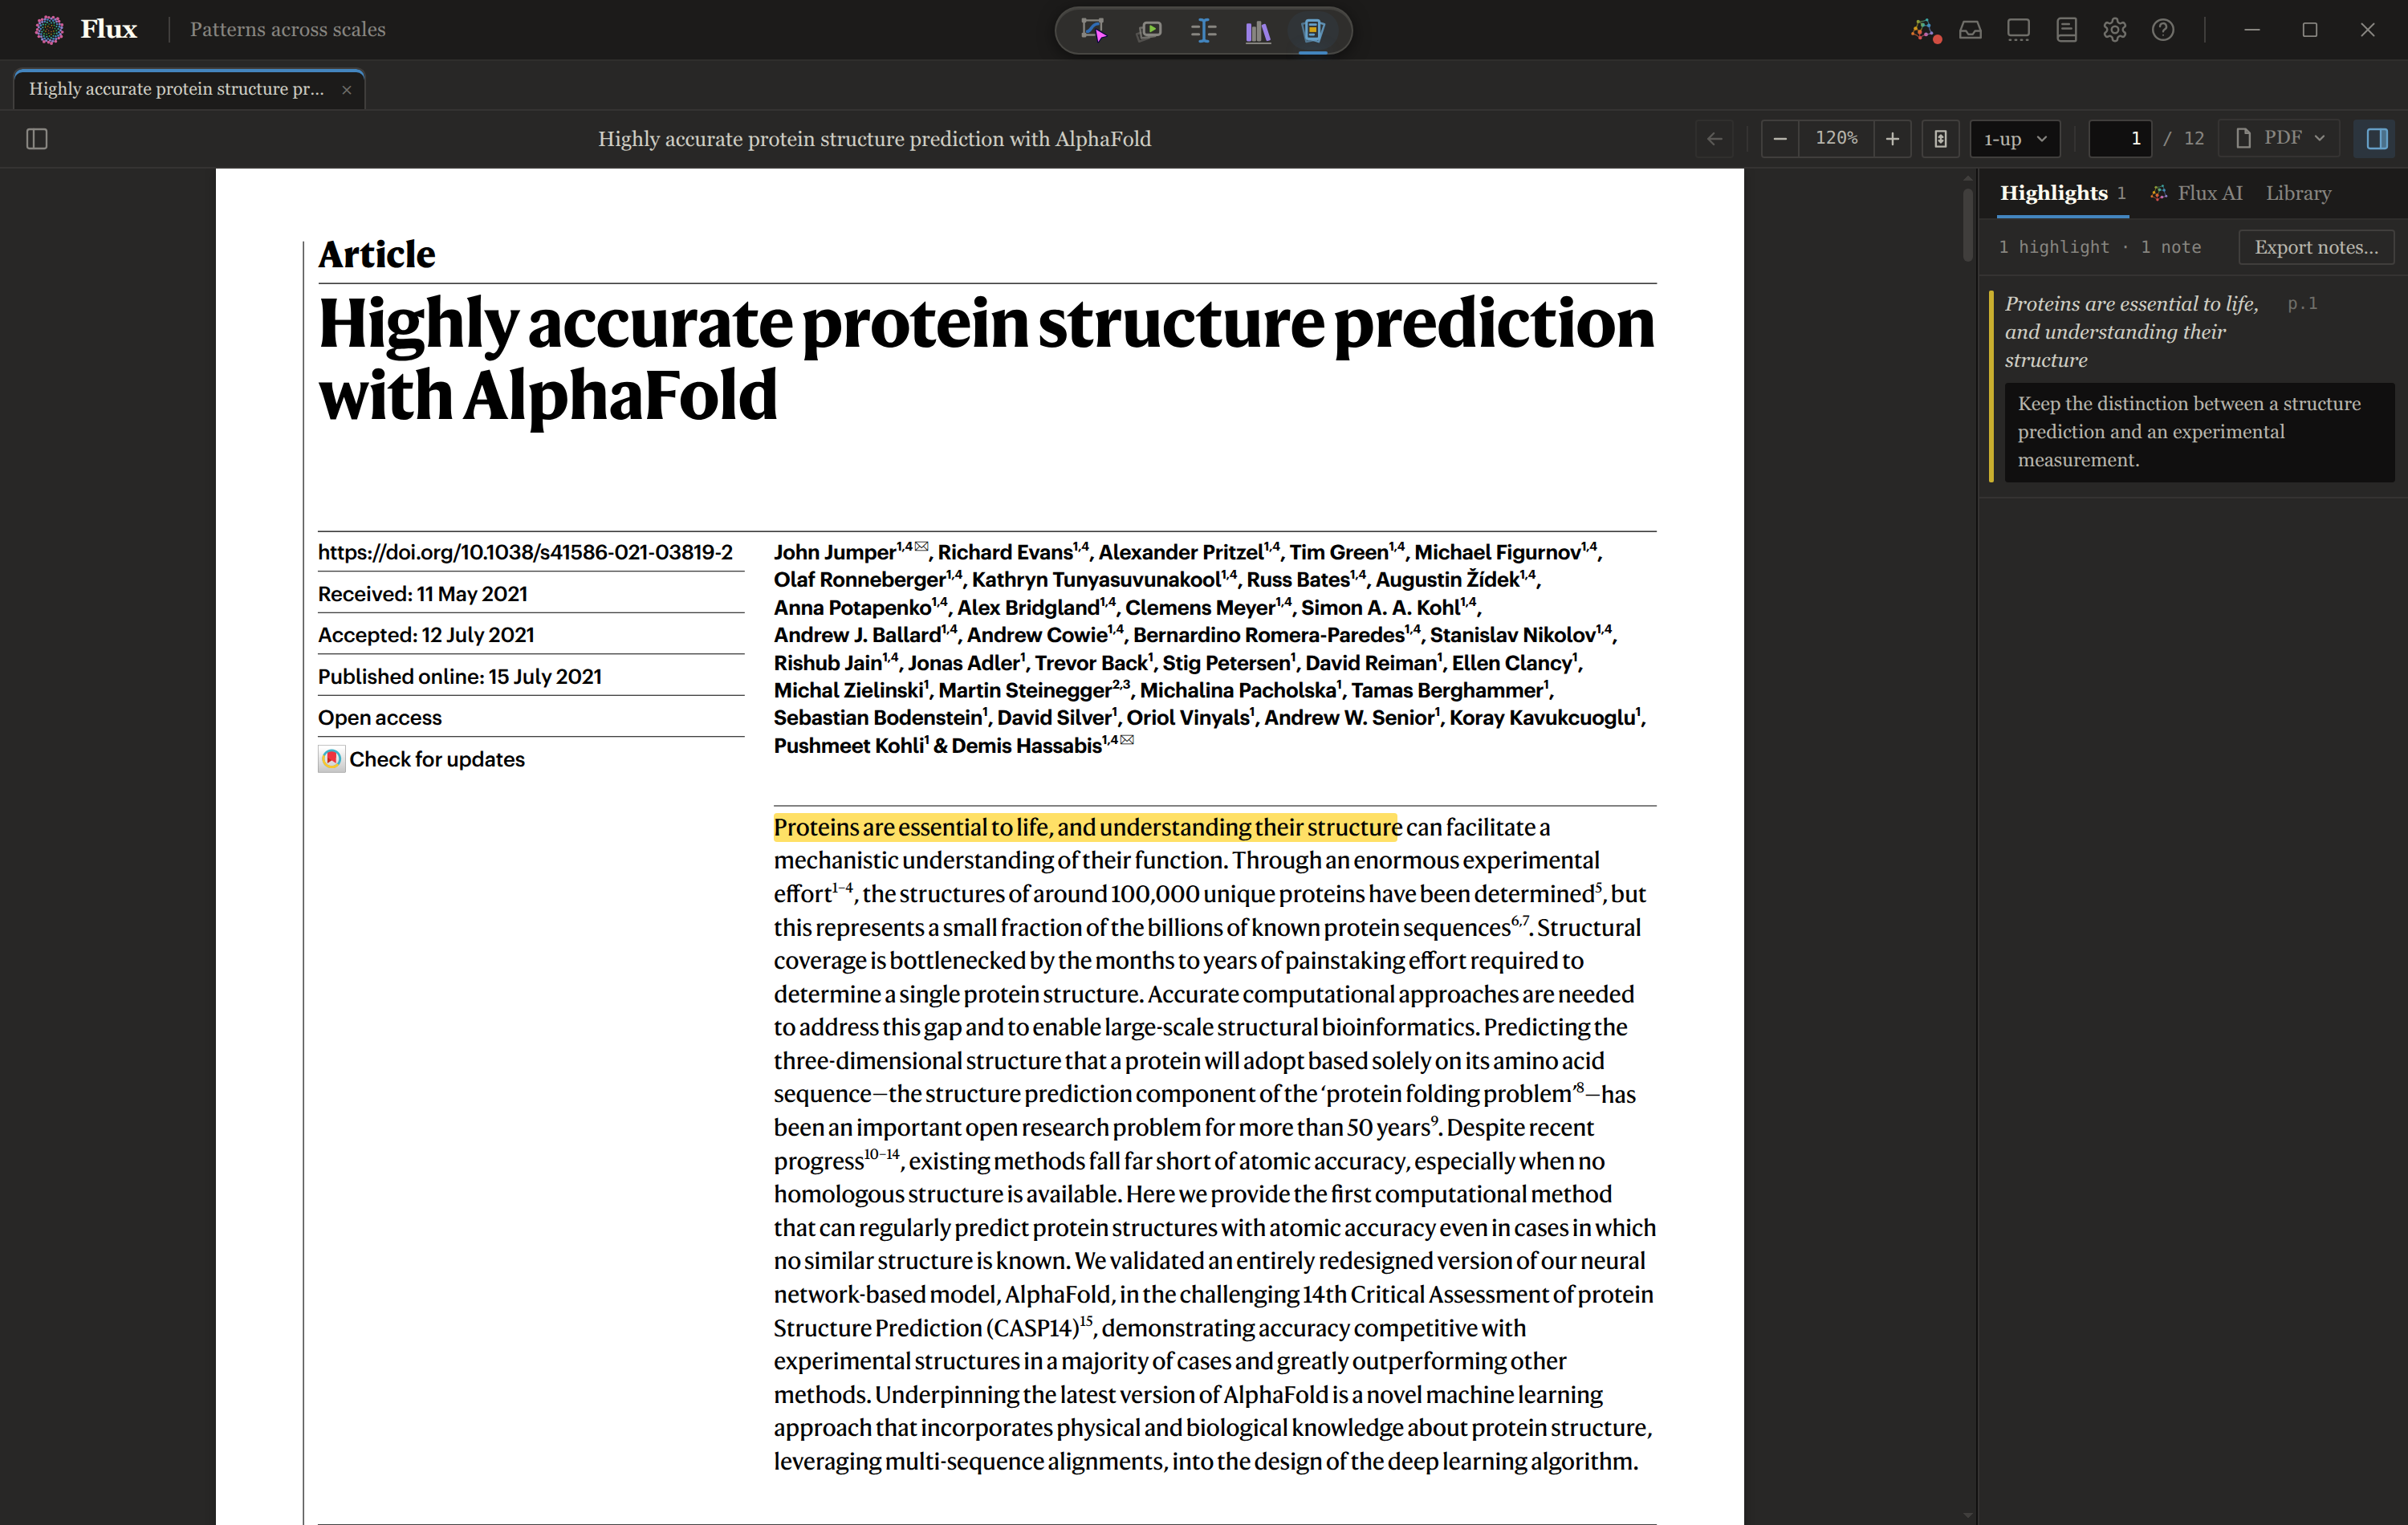 Flux
Patterns across scales
Highly accurate protein structure pr...
Highly accurate protein structure prediction with AlphaFold
120%
1-up
1 / 12
PDF
Highlights 1
Flux AI
Library
1 highlight · 1 note
Export notes...
Proteins are essential to life, p.1
and understanding their
structure
Keep the distinction between a structure
prediction and an experimental
measurement.
Article
Highly accurate protein structure prediction
with AlphaFold
https://doi.org/10.1038/s41586-021-03819-2
Received: 11 May 2021
Accepted: 12 July 2021
Published online: 15 July 2021
Open access
Check for updates
John Jumper1,4✉, Richard Evans1,4, Alexander Pritzel1,4, Tim Green1,4, Michael Figurnov1,4,
Olaf Ronneberger1,4, Kathryn Tunyasuvunakool1,4, Russ Bates1,4, Augustin Žídek1,4,
Anna Potapenko1,4, Alex Bridgland1,4, Clemens Meyer1,4, Simon A. A. Kohl1,4,
Andrew J. Ballard1,4, Andrew Cowie1,4, Bernardino Romera-Paredes1,4, Stanislav Nikolov1,4,
Rishub Jain1,4, Jonas Adler1, Trevor Back1, Stig Petersen1, David Reiman1, Ellen Clancy1,
Michal Zielinski1, Martin Steinegger2,3, Michalina Pacholska1, Tamas Berghammer1,
Sebastian Bodenstein1, David Silver1, Oriol Vinyals1, Andrew W. Senior1, Koray Kavukcuoglu1,
Pushmeet Kohli1 & Demis Hassabis1,4✉
Proteins are essential to life, and understanding their structure can facilitate a
mechanistic understanding of their function. Through an enormous experimental
effort1–4, the structures of around 100,000 unique proteins have been determined5, but
this represents a small fraction of the billions of known protein sequences6,7. Structural
coverage is bottlenecked by the months to years of painstaking effort required to
determine a single protein structure. Accurate computational approaches are needed
to address this gap and to enable large-scale structural bioinformatics. Predicting the
three-dimensional structure that a protein will adopt based solely on its amino acid
sequence—the structure prediction component of the ‘protein folding problem’8—has
been an important open research problem for more than 50 years9. Despite recent
progress10–14, existing methods fall far short of atomic accuracy, especially when no
homologous structure is available. Here we provide the first computational method
that can regularly predict protein structures with atomic accuracy even in cases in which
no similar structure is known. We validated an entirely redesigned version of our neural
network-based model, AlphaFold, in the challenging 14th Critical Assessment of protein
Structure Prediction (CASP14)15, demonstrating accuracy competitive with
experimental structures in a majority of cases and greatly outperforming other
methods. Underpinning the latest version of AlphaFold is a novel machine learning
approach that incorporates physical and biological knowledge about protein structure,
leveraging multi-sequence alignments, into the design of the deep learning algorithm.